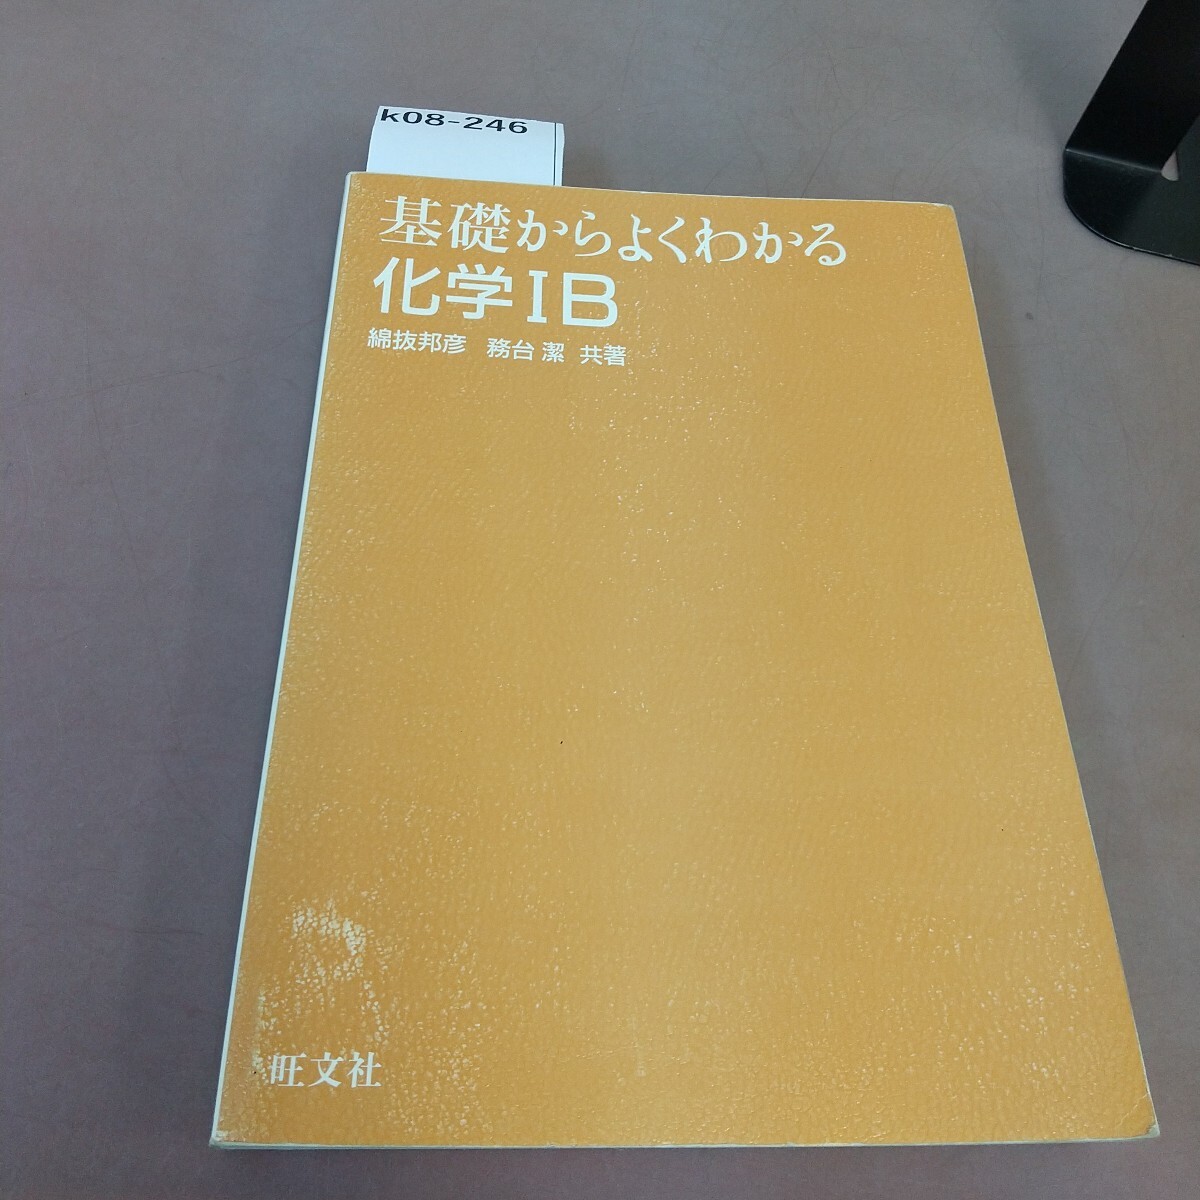 k08-246
基礎からよくわかる
化学ⅠB
綿抜邦彦 務台 潔 共著
旺文社